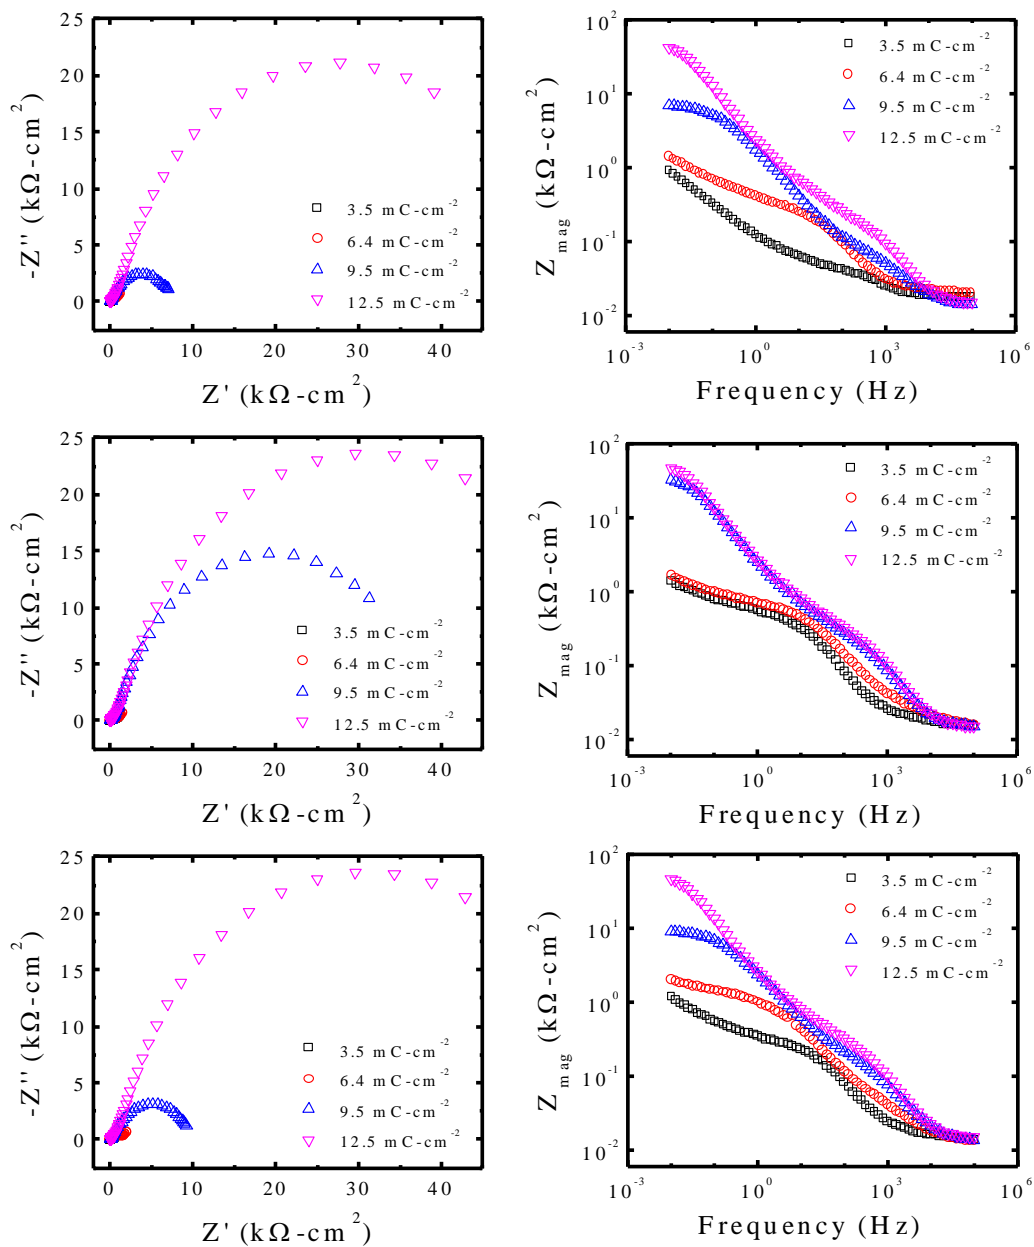 25
20
15
10
5
0
-Z'' (kΩ-cm²)
3.5 mC-cm⁻²
6.4 mC-cm⁻²
9.5 mC-cm⁻²
12.5 mC-cm⁻²
0 10 20 30 40
Z' (kΩ-cm²)
10²
10¹
10⁰
10⁻¹
10⁻²
Z_mag (kΩ-cm²)
3.5 mC-cm⁻²
6.4 mC-cm⁻²
9.5 mC-cm⁻²
12.5 mC-cm⁻²
10⁻³ 10⁰ 10³ 10⁶
Frequency (Hz)
25
20
15
10
5
0
-Z'' (kΩ-cm²)
3.5 mC-cm⁻²
6.4 mC-cm⁻²
9.5 mC-cm⁻²
12.5 mC-cm⁻²
0 10 20 30 40
Z' (kΩ-cm²)
10²
10¹
10⁰
10⁻¹
10⁻²
Z_mag (kΩ-cm²)
3.5 mC-cm⁻²
6.4 mC-cm⁻²
9.5 mC-cm⁻²
12.5 mC-cm⁻²
10⁻³ 10⁰ 10³ 10⁶
Frequency (Hz)
25
20
15
10
5
0
-Z'' (kΩ-cm²)
3.5 mC-cm⁻²
6.4 mC-cm⁻²
9.5 mC-cm⁻²
12.5 mC-cm⁻²
0 10 20 30 40
Z' (kΩ-cm²)
10²
10¹
10⁰
10⁻¹
10⁻²
Z_mag (kΩ-cm²)
3.5 mC-cm⁻²
6.4 mC-cm⁻²
9.5 mC-cm⁻²
12.5 mC-cm⁻²
10⁻³ 10⁰ 10³ 10⁶
Frequency (Hz)